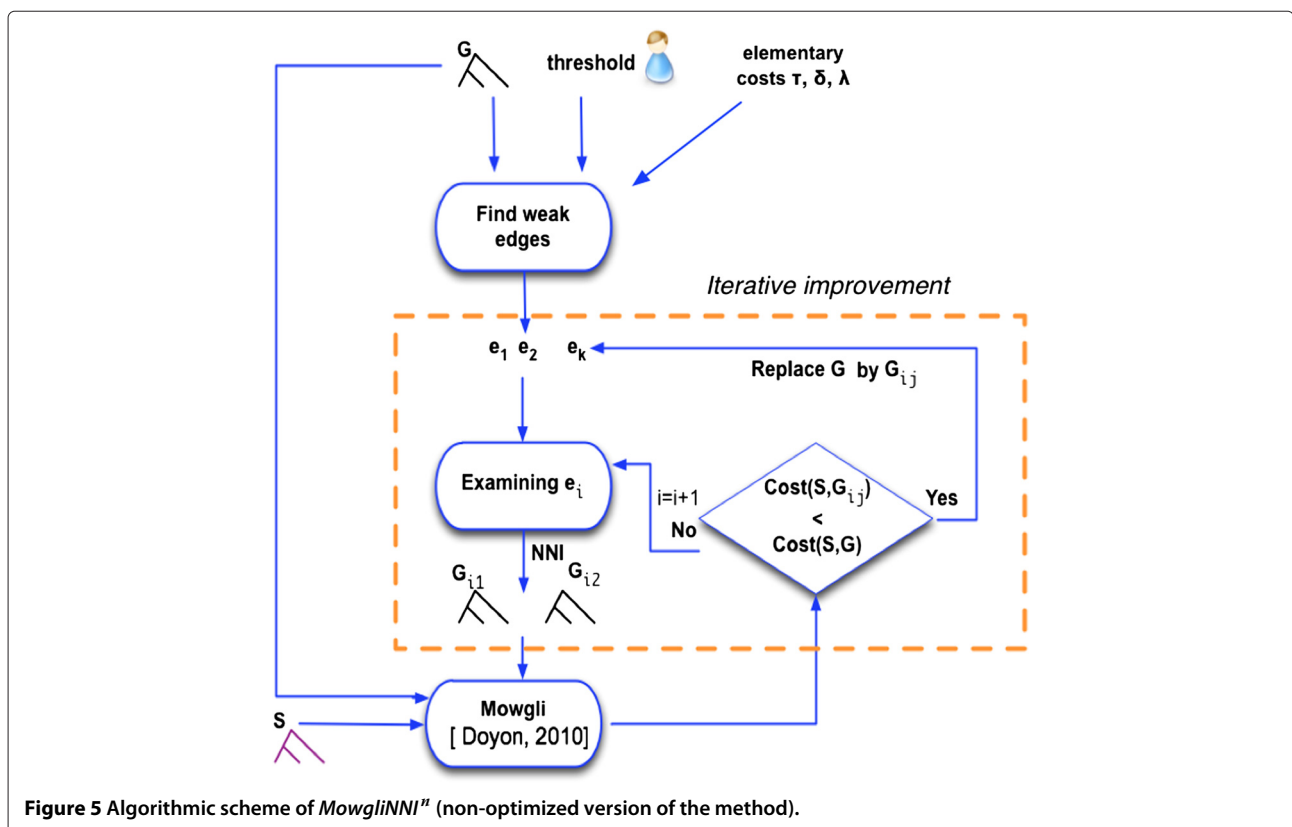 G
threshold
elementary
costs τ, δ, λ
Find weak
edges
Iterative improvement
e1 e2 ek
Replace G by Gij
Examining ei
i=i+1
No
Cost(S,Gij)
<
Cost(S,G)
Yes
NNI
Gi1 Gi2
S
Mowgli
[ Doyon, 2010]
Figure 5 Algorithmic scheme of MowgliNNIⁿ (non-optimized version of the method).